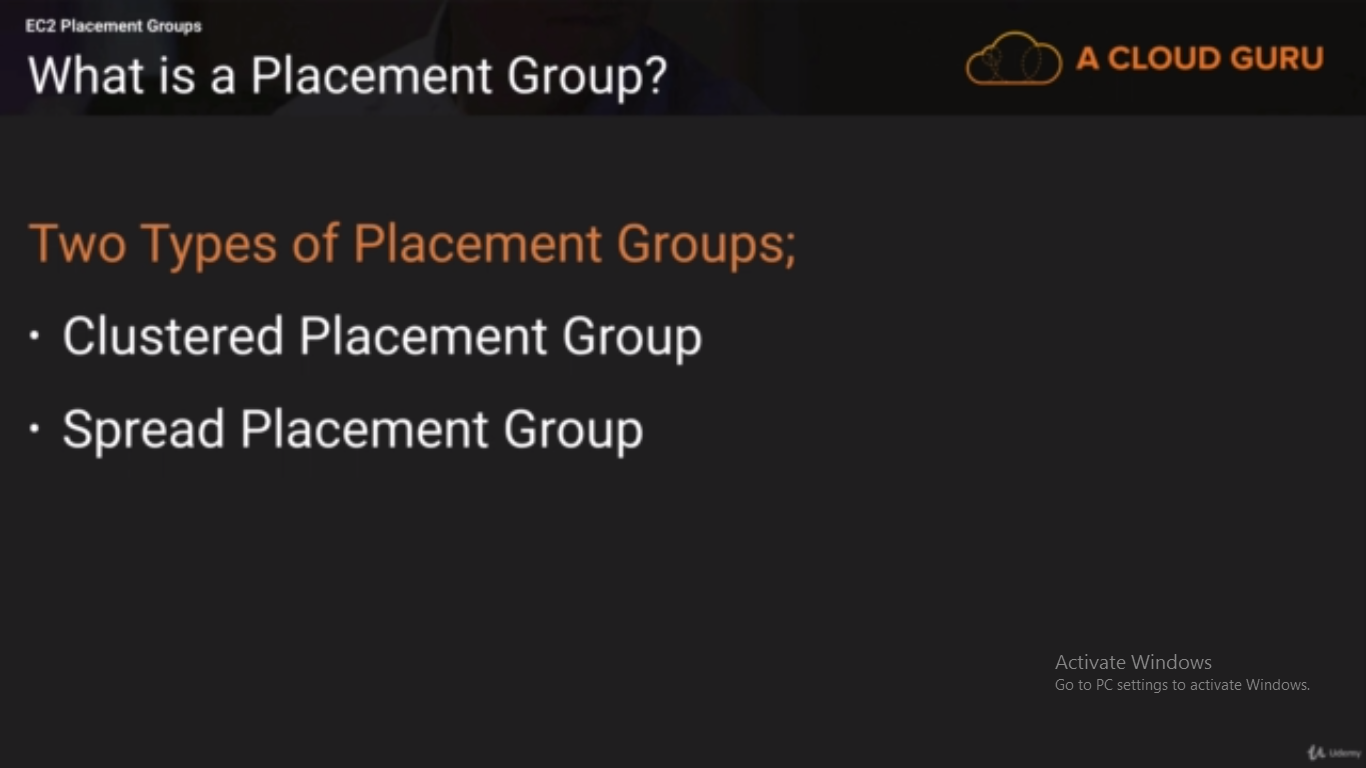 EC2 Placement Groups
What is a Placement Group?
A CLOUD GURU
Two Types of Placement Groups;
· Clustered Placement Group
· Spread Placement Group
Activate Windows
Go to PC settings to activate Windows.
Udemy